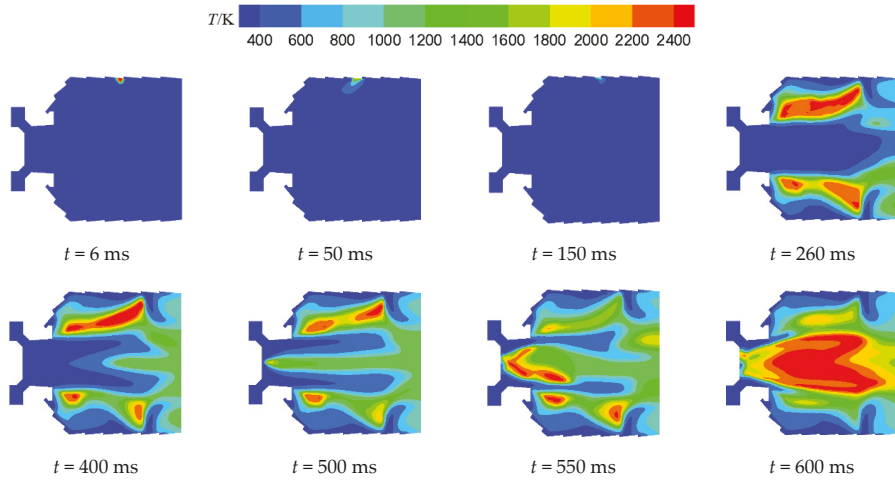 T/K
400 600 800 1000 1200 1400 1600 1800 2000 2200 2400
t = 6 ms
t = 50 ms
t = 150 ms
t = 260 ms
t = 400 ms
t = 500 ms
t = 550 ms
t = 600 ms